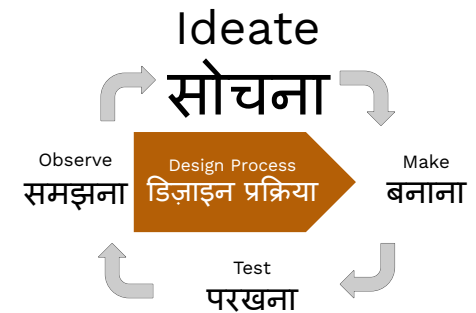 Ideate
सोचना
Observe
समझना
Design Process
डिज़ाइन प्रक्रिया
Make
बनाना
Test
परखना